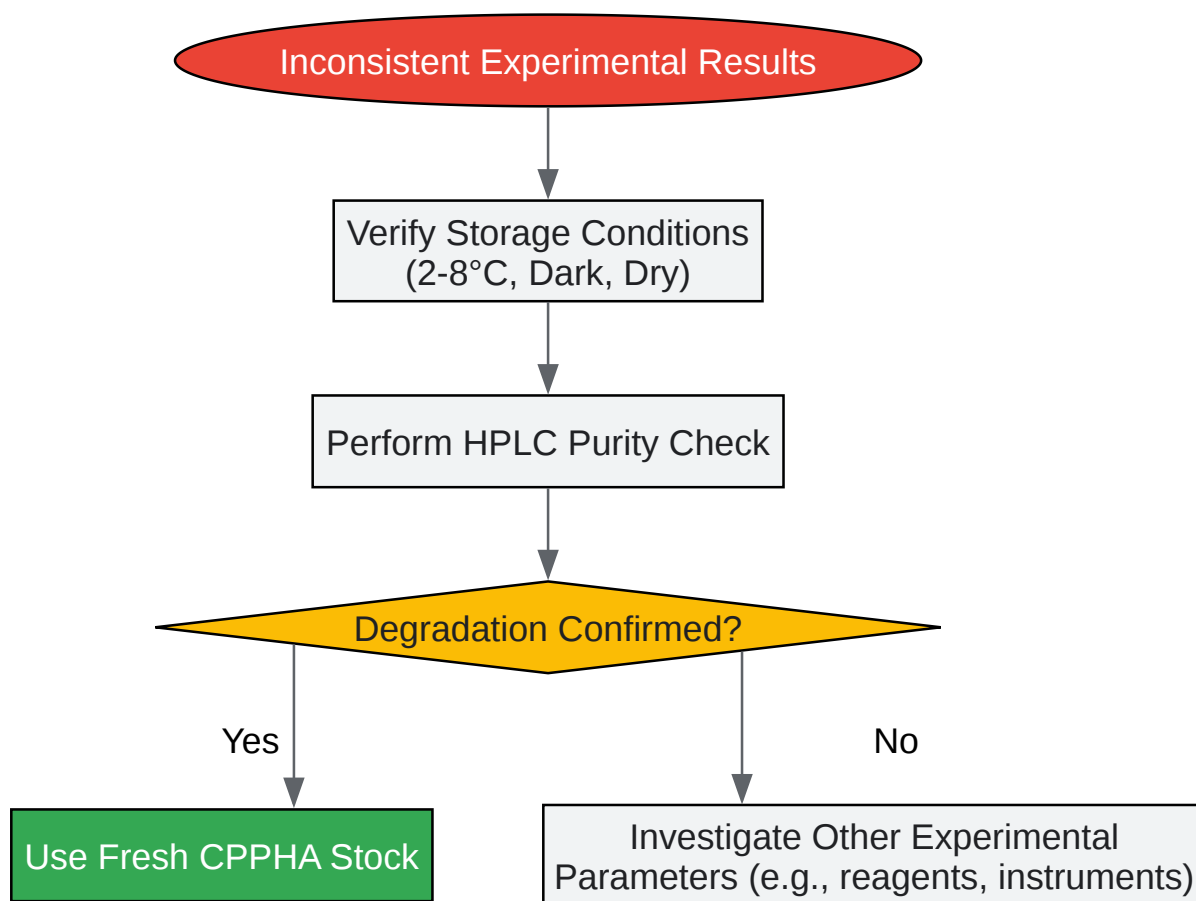 Inconsistent Experimental Results
Verify Storage Conditions
(2-8°C, Dark, Dry)
Perform HPLC Purity Check
Degradation Confirmed?
Yes
No
Use Fresh CPPHA Stock
Investigate Other Experimental
Parameters (e.g., reagents, instruments)